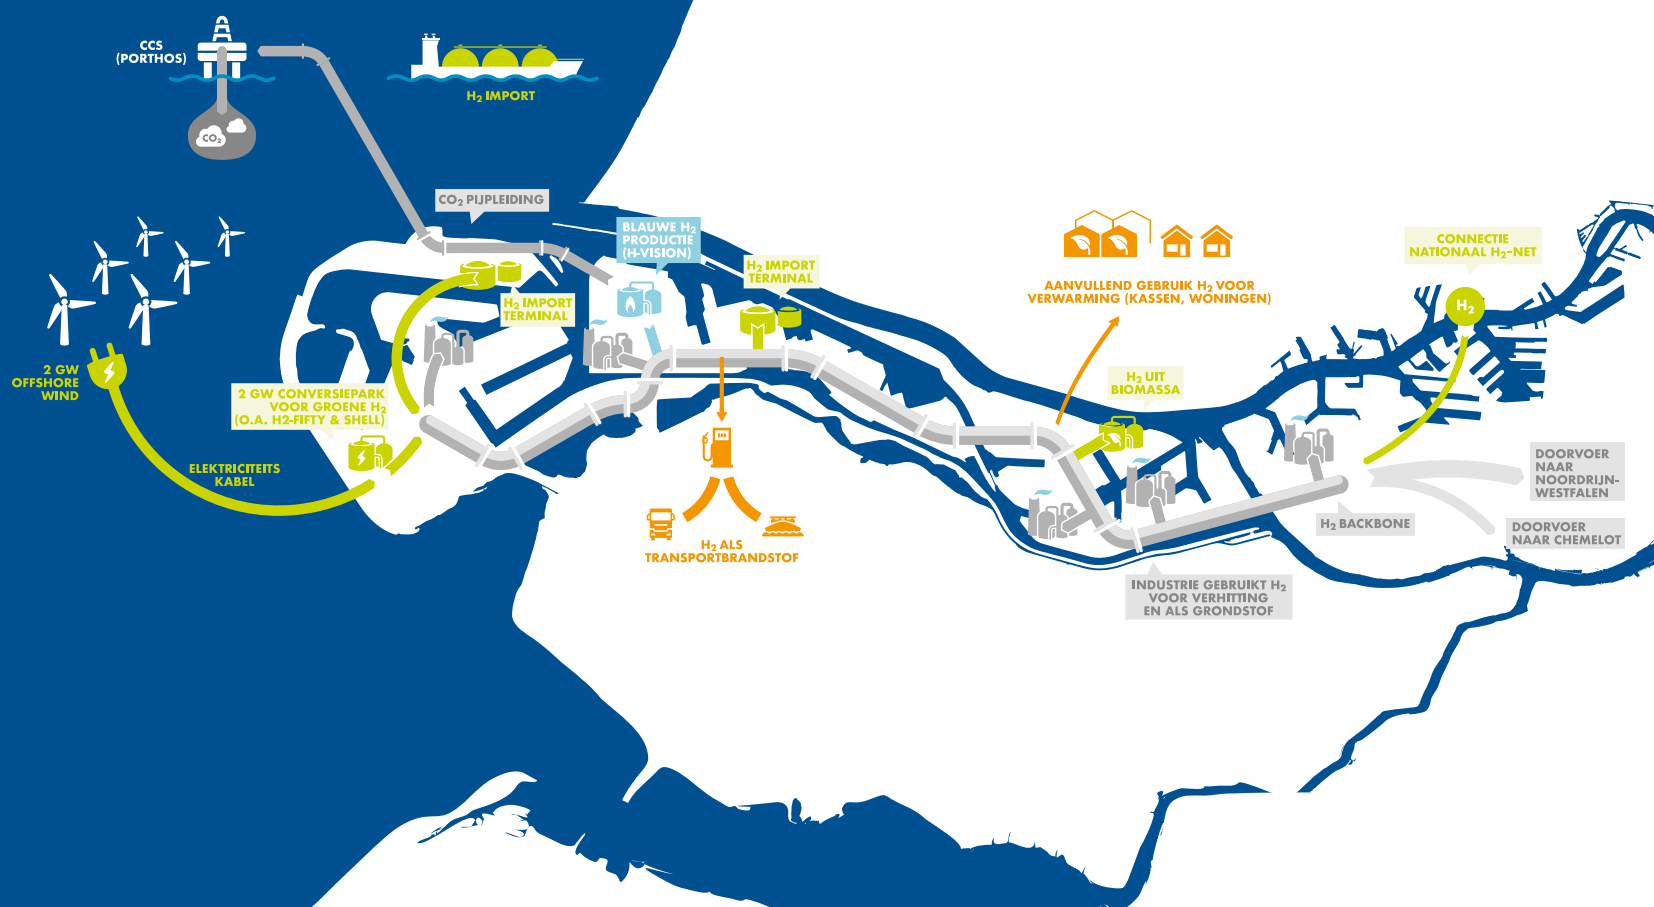 CCS
(PORTHOS)
CO₂
H₂ IMPORT
CO₂ PIJPLEIDING
BLAUWE H₂
PRODUCTIE
(H-VISION)
H₂ IMPORT
TERMINAL
H₂ IMPORT
TERMINAL
2 GW
OFFSHORE
WIND
2 GW CONVERSIEPARK
VOOR GROENE H₂
(O.A. H2-FIFTY & SHELL)
ELEKTRICITEITS
KABEL
H₂ ALS
TRANSPORTBRANDSTOF
AANVULLEND GEBRUIK H₂ VOOR
VERWARMING (KASSEN, WONINGEN)
H₂ UIT
BIOMASSA
CONNECTIE
NATIONAAL H₂-NET
H₂
DOORVOER
NAAR
NOORDRIJN-
WESTFALEN
H₂ BACKBONE
DOORVOER
NAAR CHEMELOT
INDUSTRIE GEBRUIKT H₂
VOOR VERHITTING
EN ALS GRONDSTOF